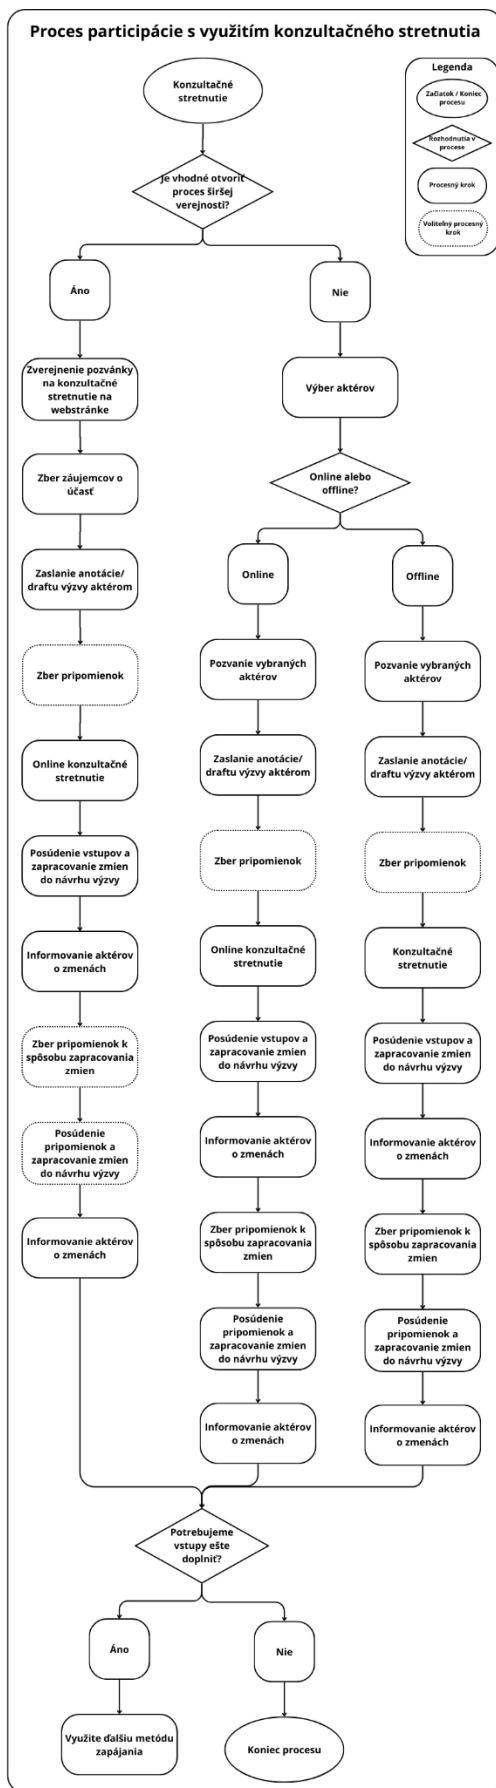 Proces participácie s využitím konzultačného stretnutia
Legenda
Začiatok / Koniec
procesu
Rozhodnutia v
procese
Procesný krok
Voliteľný procesný
krok
Konzultačné
stretnutie
Je vhodné otvoriť
proces širšej
verejnosti?
Áno
Zverejnenie pozvánky
na konzultačné
stretnutie na
webstránke
Zber záujemcov o
účasť
Zaslanie anotácie/
draftu výzvy aktérom
Zber pripomienok
Online konzultačné
stretnutie
Posúdenie vstupov a
zapracovanie zmien
do návrhu výzvy
Informovanie aktérov
o zmenách
Zber pripomienok k
spôsobu zapracovania
zmien
Posúdenie
pripomienok a
zapracovanie zmien
do návrhu výzvy
Informovanie aktérov
o zmenách
Nie
Výber aktérov
Online alebo
offline?
Online
Pozvanie vybraných
aktérov
Zaslanie anotácie/
draftu výzvy aktérom
Zber pripomienok
Online konzultačné
stretnutie
Posúdenie vstupov a
zapracovanie zmien
do návrhu výzvy
Informovanie aktérov
o zmenách
Zber pripomienok k
spôsobu zapracovania
zmien
Posúdenie
pripomienok a
zapracovanie zmien
do návrhu výzvy
Informovanie aktérov
o zmenách
Offline
Pozvanie vybraných
aktérov
Zaslanie anotácie/
draftu výzvy aktérom
Zber pripomienok
Konzultačné
stretnutie
Posúdenie vstupov a
zapracovanie zmien
do návrhu výzvy
Informovanie aktérov
o zmenách
Zber pripomienok k
spôsobu zapracovania
zmien
Posúdenie
pripomienok a
zapracovanie zmien
do návrhu výzvy
Informovanie aktérov
o zmenách
Potrebujeme
vstupy ešte
doplniť?
Áno
Využite ďalšiu metódu
zapájania
Nie
Koniec procesu